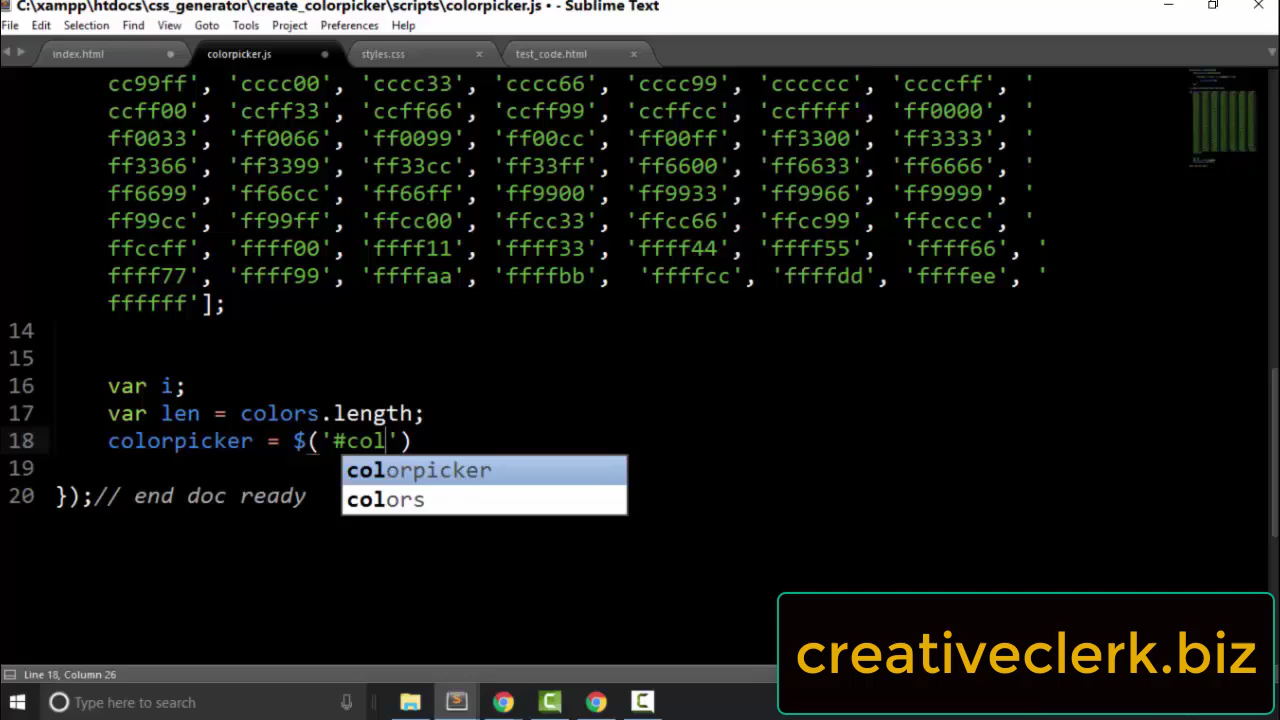 C:\xampp\htdocs\css_generator\create_colorpicker\scripts\colorpicker.js • - Sublime Text
File Edit Selection Find View Goto Tools Project Preferences Help
index.html colorpicker.js styles.css test_code.html
cc99ff', 'cccc00', 'cccc33', 'cccc66', 'cccc99', 'cccccc', 'ccccff', '
ccff00', 'ccff33', 'ccff66', 'ccff99', 'ccffcc', 'ccffff', 'ff0000', '
ff0033', 'ff0066', 'ff0099', 'ff00cc', 'ff00ff', 'ff3300', 'ff3333', '
ff3366', 'ff3399', 'ff33cc', 'ff33ff', 'ff6600', 'ff6633', 'ff6666', '
ff6699', 'ff66cc', 'ff66ff', 'ff9900', 'ff9933', 'ff9966', 'ff9999', '
ff99cc', 'ff99ff', 'ffcc00', 'ffcc33', 'ffcc66', 'ffcc99', 'ffcccc', '
ffccff', 'ffff00', 'ffff11', 'ffff33', 'ffff44', 'ffff55', 'ffff66', '
ffff77', 'ffff99', 'ffffaa', 'ffffbb', 'ffffcc', 'ffffdd', 'ffffee', '
ffffff'];
14
15
16 var i;
17 var len = colors.length;
18 colorpicker = $('#col')
19 colorpicker
20 });// end doc ready colors
creativeclerk.biz
Line 18, Column 26
Type here to search